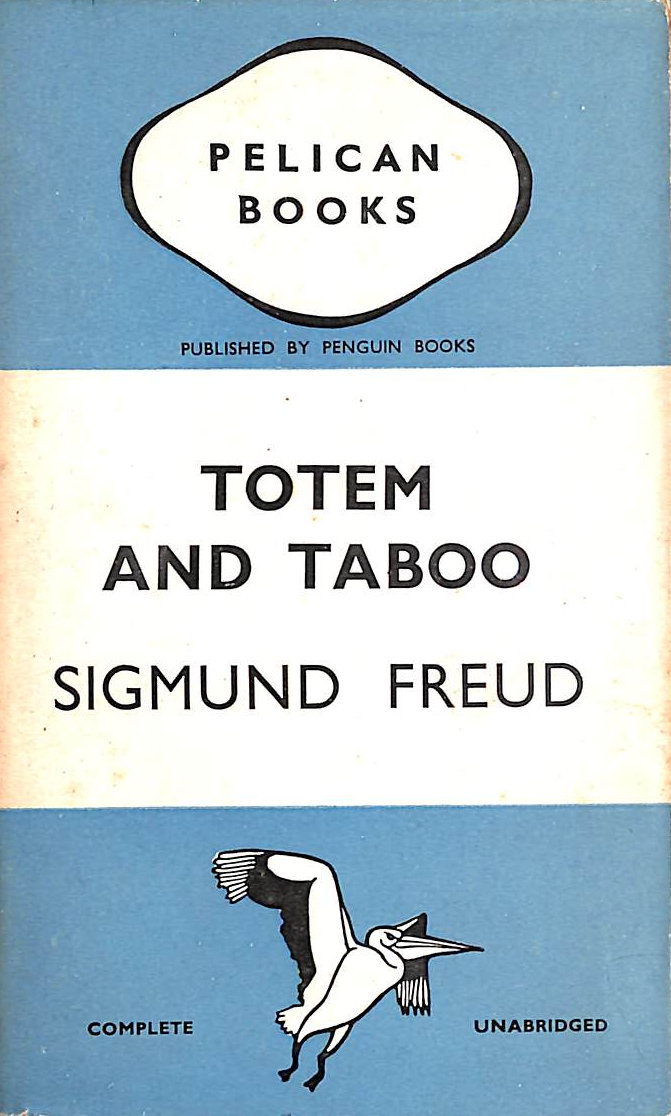 PELICAN
BOOKS
PUBLISHED BY PENGUIN BOOKS
TOTEM
AND TABOO
SIGMUND FREUD
COMPLETE
UNABRIDGED